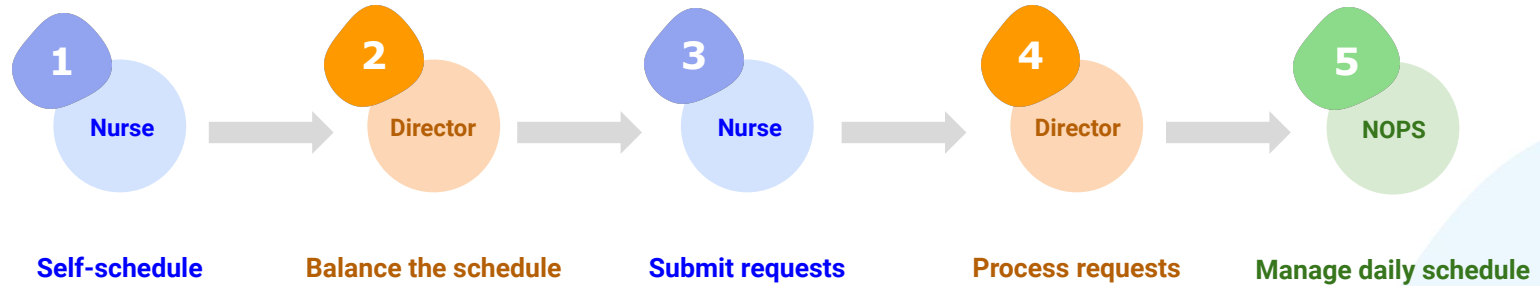 1
Nurse
Self-schedule
2
Director
Balance the schedule
3
Nurse
Submit requests
4
Director
Process requests
5
NOPS
Manage daily schedule